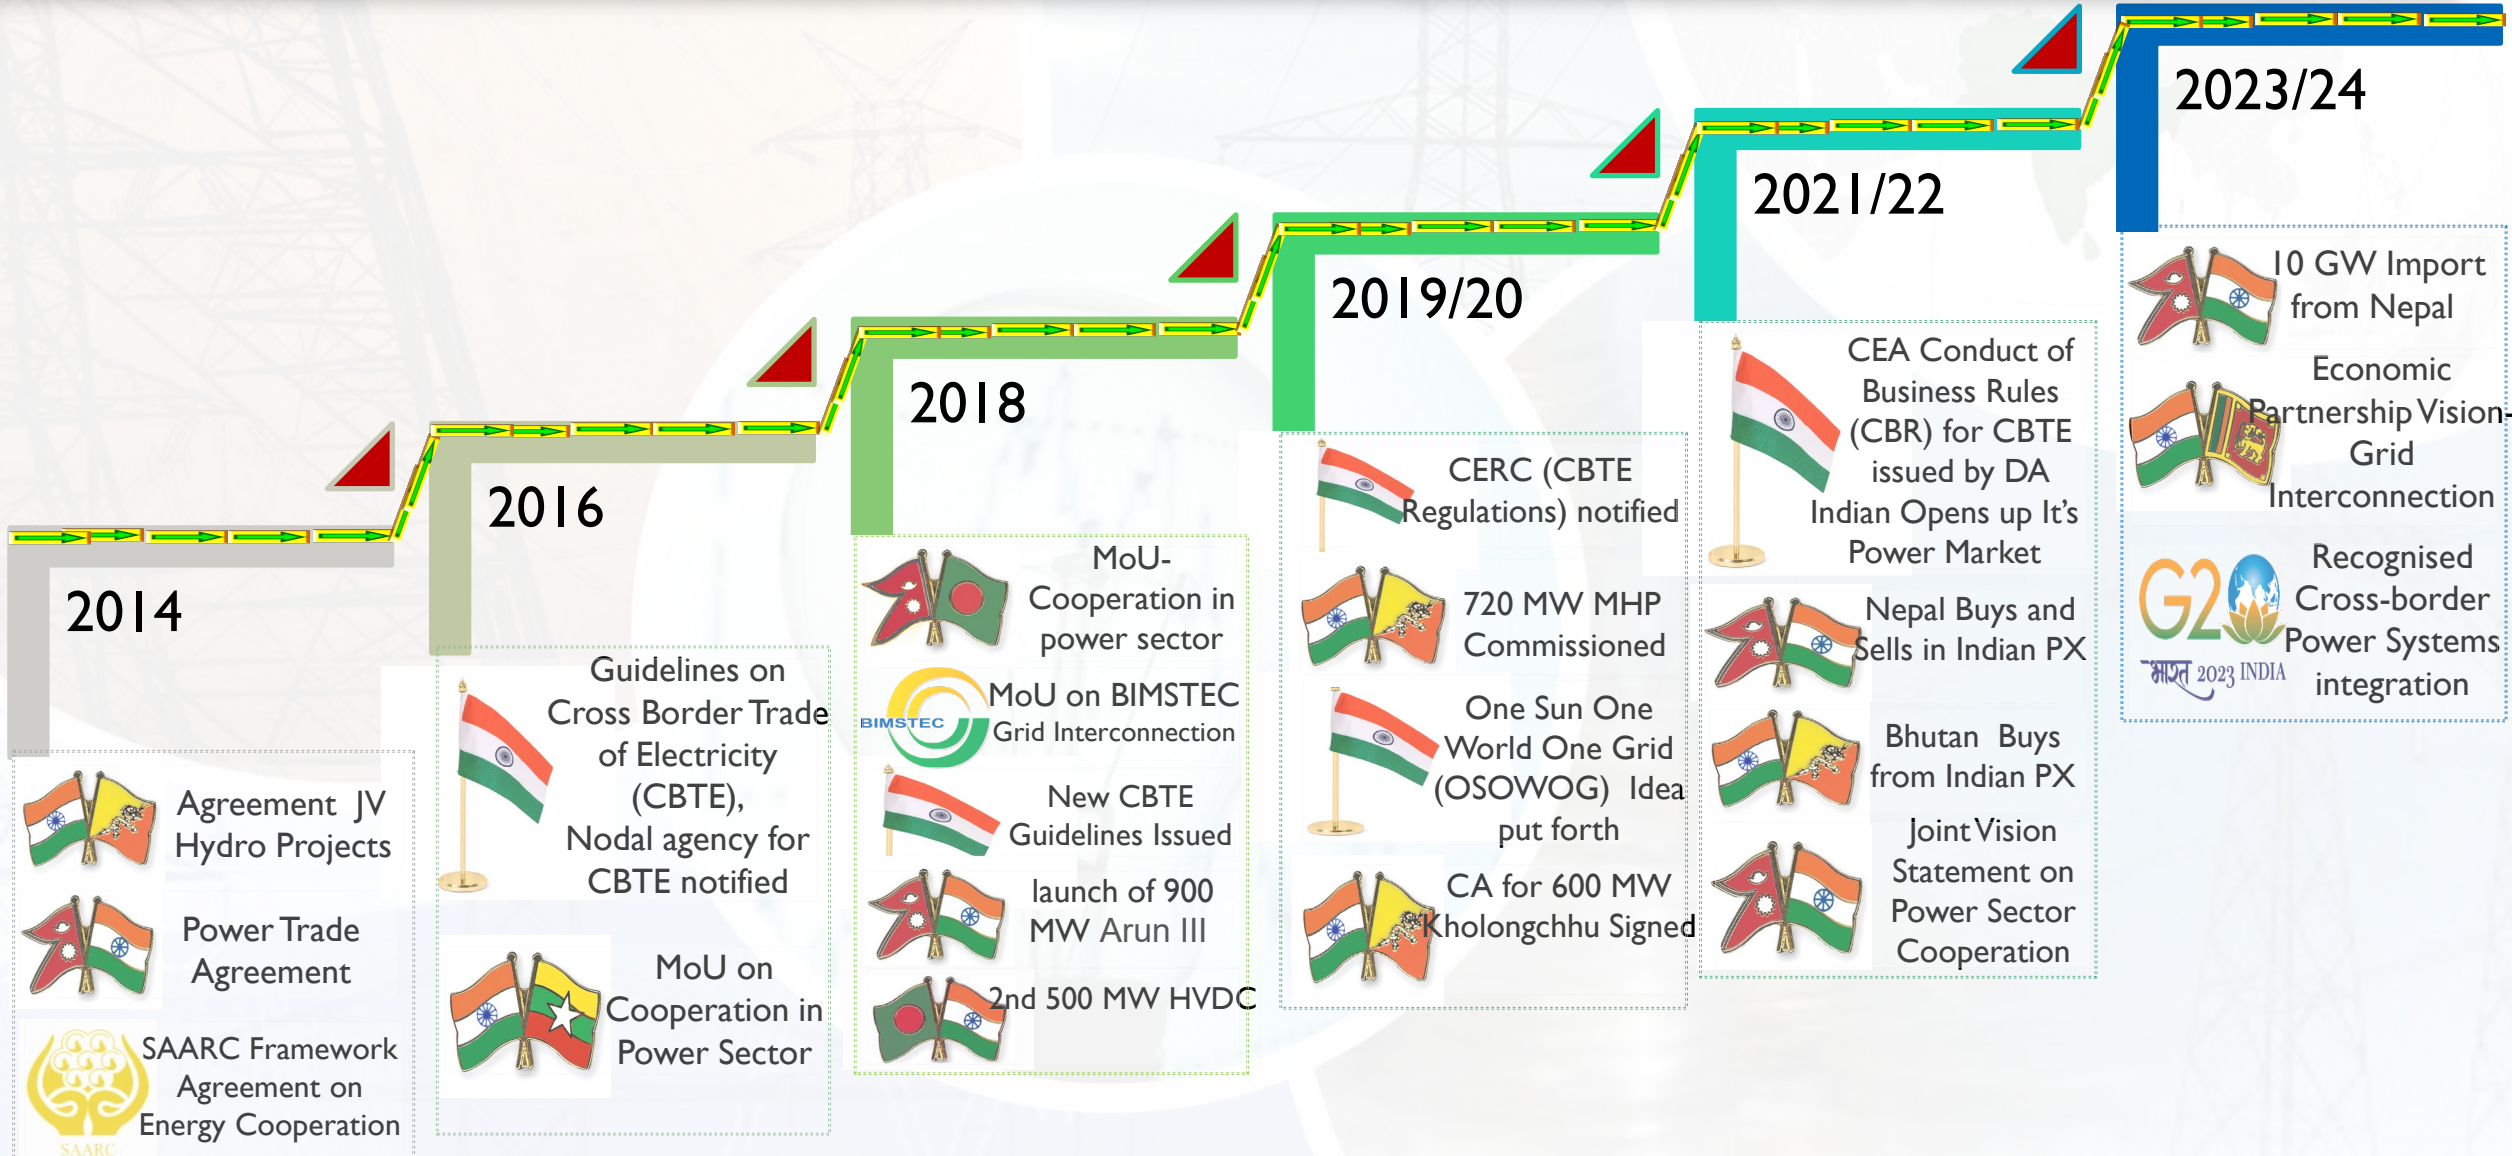 2014
Agreement JV
Hydro Projects
Power Trade
Agreement
SAARC Framework
Agreement on
Energy Cooperation
SAARC
2016
Guidelines on
Cross Border Trade
of Electricity
(CBTE),
Nodal agency for
CBTE notified
MoU on
Cooperation in
Power Sector
2018
MoU-
Cooperation in
power sector
BIMSTEC
MoU on BIMSTEC
Grid Interconnection
New CBTE
Guidelines Issued
launch of 900
MW Arun III
2nd 500 MW HVDC
2019/20
CERC (CBTE
Regulations) notified
720 MW MHP
Commissioned
One Sun One
World One Grid
(OSOWOG) Idea
put forth
CA for 600 MW
Kholongchhu Signed
2021/22
CEA Conduct of
Business Rules
(CBR) for CBTE
issued by DA
Indian Opens up It's
Power Market
Nepal Buys and
Sells in Indian PX
Bhutan Buys
from Indian PX
Joint Vision
Statement on
Power Sector
Cooperation
2023/24
10 GW Import
from Nepal
Economic
Partnership Vision-
Grid
Interconnection
G20
भारत 2023 INDIA
Recognised
Cross-border
Power Systems
integration